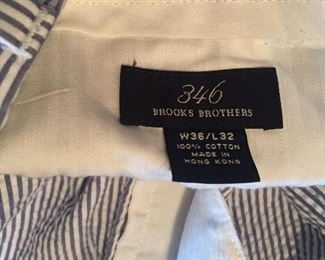 346
BROOKS BROTHERS
W36/L32
100% COTTON
MADE IN
HONG KONG